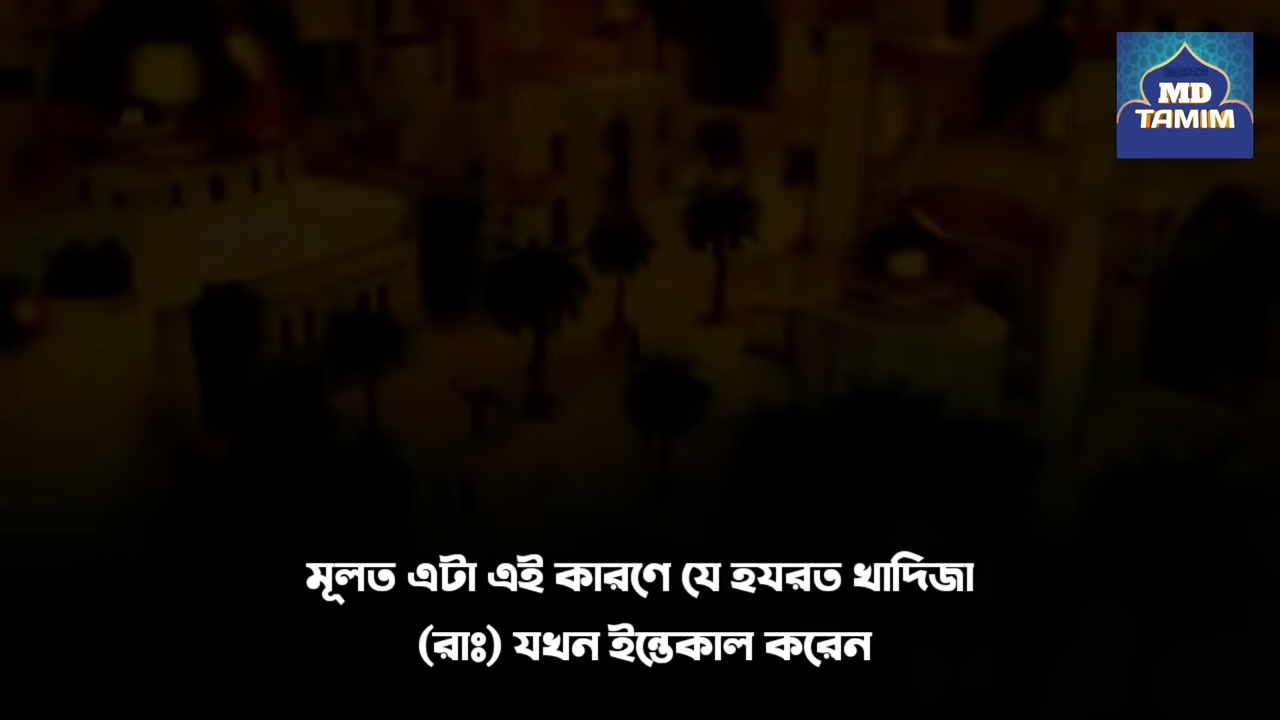 MD
TAMIM
মূলত এটা এই কারণে যে হযরত খাদিজা
(রাঃ) যখন ইন্তেকাল করেন